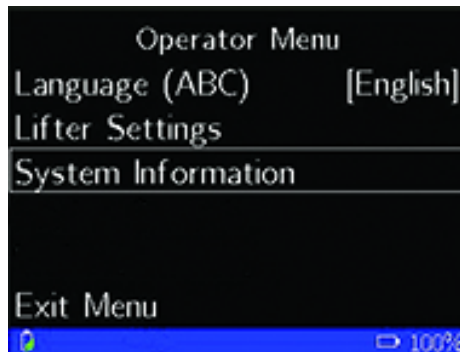 Operator Menu
Language (ABC) [English]
Lifter Settings
System Information
Exit Menu
100%